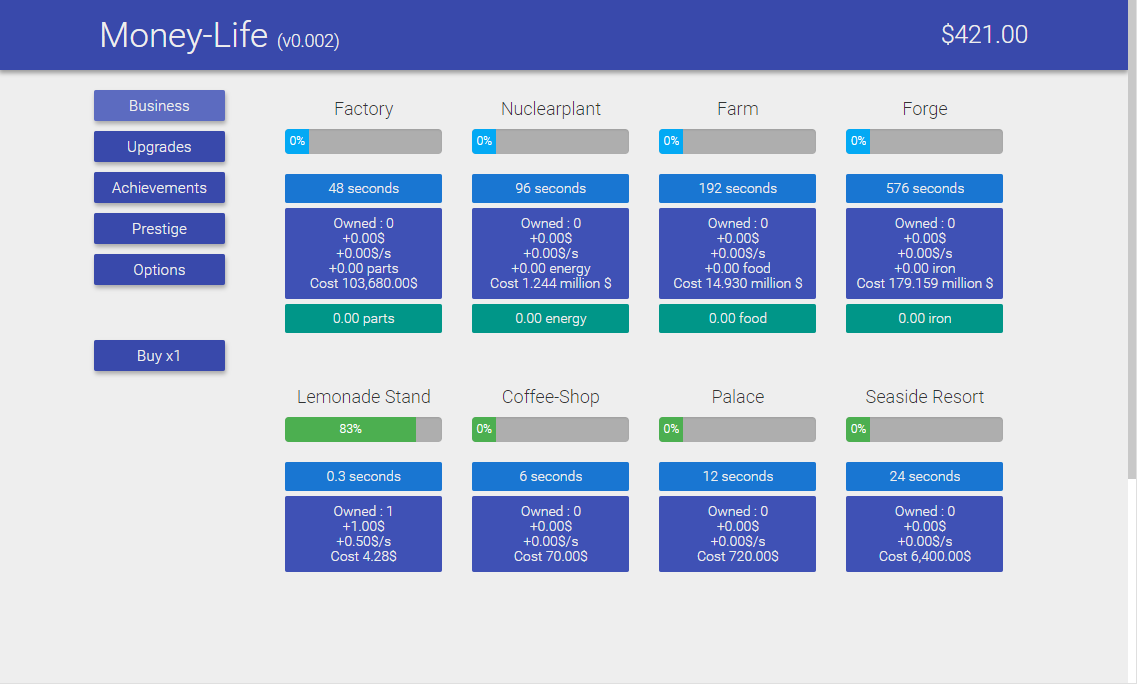 Money-Life (v0.002)
$421.00
Business
Upgrades
Achievements
Prestige
Options
Buy x1
Factory
0%
48 seconds
Owned : 0
+0.00$
+0.00$/s
+0.00 parts
Cost 103,680.00$
0.00 parts
Nuclearplant
0%
96 seconds
Owned : 0
+0.00$
+0.00$/s
+0.00 energy
Cost 1.244 million $
0.00 energy
Farm
0%
192 seconds
Owned : 0
+0.00$
+0.00$/s
+0.00 food
Cost 14.930 million $
0.00 food
Forge
0%
576 seconds
Owned : 0
+0.00$
+0.00$/s
+0.00 iron
Cost 179.159 million $
0.00 iron
Lemonade Stand
83%
0.3 seconds
Owned : 1
+1.00$
+0.50$/s
Cost 4.28$
Coffee-Shop
0%
6 seconds
Owned : 0
+0.00$
+0.00$/s
Cost 70.00$
Palace
0%
12 seconds
Owned : 0
+0.00$
+0.00$/s
Cost 720.00$
Seaside Resort
0%
24 seconds
Owned : 0
+0.00$
+0.00$/s
Cost 6,400.00$